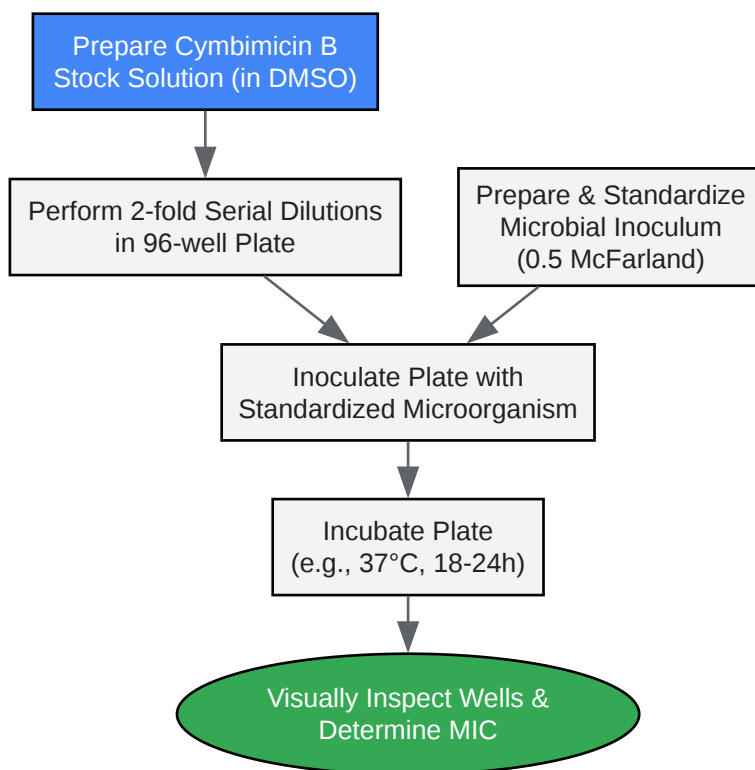 Prepare Cymbimicin B
Stock Solution (in DMSO)
Perform 2-fold Serial Dilutions
in 96-well Plate
Prepare & Standardize
Microbial Inoculum
(0.5 McFarland)
Inoculate Plate with
Standardized Microorganism
Incubate Plate
(e.g., 37°C, 18-24h)
Visually Inspect Wells &
Determine MIC